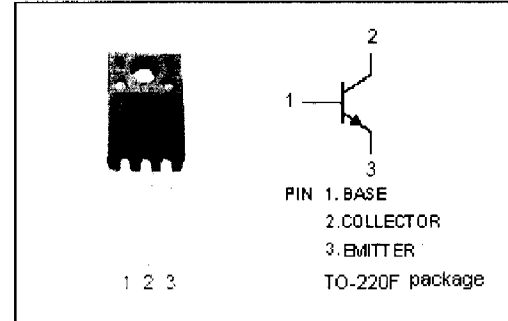 2
1
3
PIN 1. BASE
2. COLLECTOR
3. EMITTER
1 2 3 TO-220F package